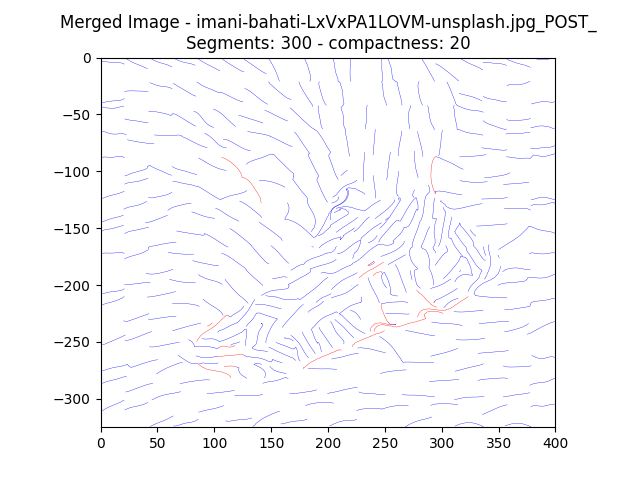 Merged Image - imani-bahati-LxVxPA1LOVM-unsplash.jpg_POST_
Segments: 300 - compactness: 20
0
−50
−100
−150
−200
−250
−300
0 50 100 150 200 250 300 350 400